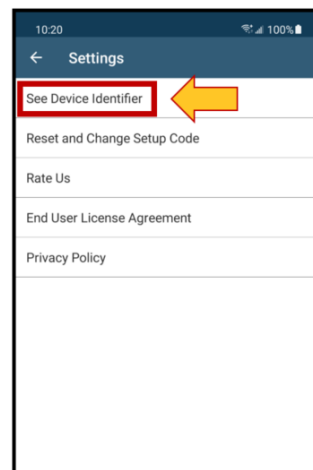 10:20 100%
Settings
See Device Identifier
Reset and Change Setup Code
Rate Us
End User License Agreement
Privacy Policy